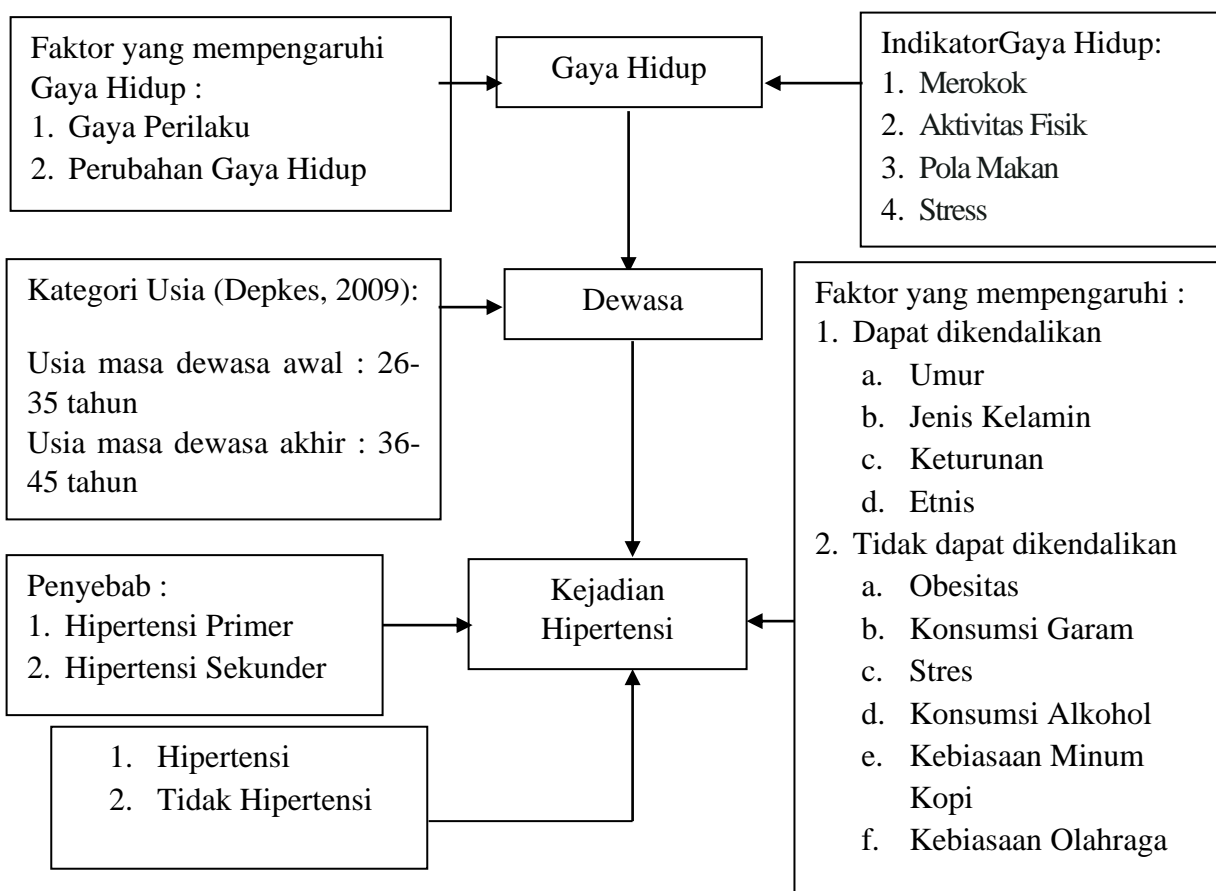 Faktor yang mempengaruhi
Gaya Hidup :
1. Gaya Perilaku
2. Perubahan Gaya Hidup
Gaya Hidup
IndikatorGaya Hidup:
1. Merokok
2. Aktivitas Fisik
3. Pola Makan
4. Stress
Kategori Usia (Depkes, 2009):
Usia masa dewasa awal : 26-
35 tahun
Usia masa dewasa akhir : 36-
45 tahun
Dewasa
Faktor yang mempengaruhi :
1. Dapat dikendalikan
a. Umur
b. Jenis Kelamin
c. Keturunan
d. Etnis
2. Tidak dapat dikendalikan
a. Obesitas
b. Konsumsi Garam
c. Stres
d. Konsumsi Alkohol
e. Kebiasaan Minum
Kopi
f. Kebiasaan Olahraga
Penyebab :
1. Hipertensi Primer
2. Hipertensi Sekunder
Kejadian
Hipertensi
1. Hipertensi
2. Tidak Hipertensi